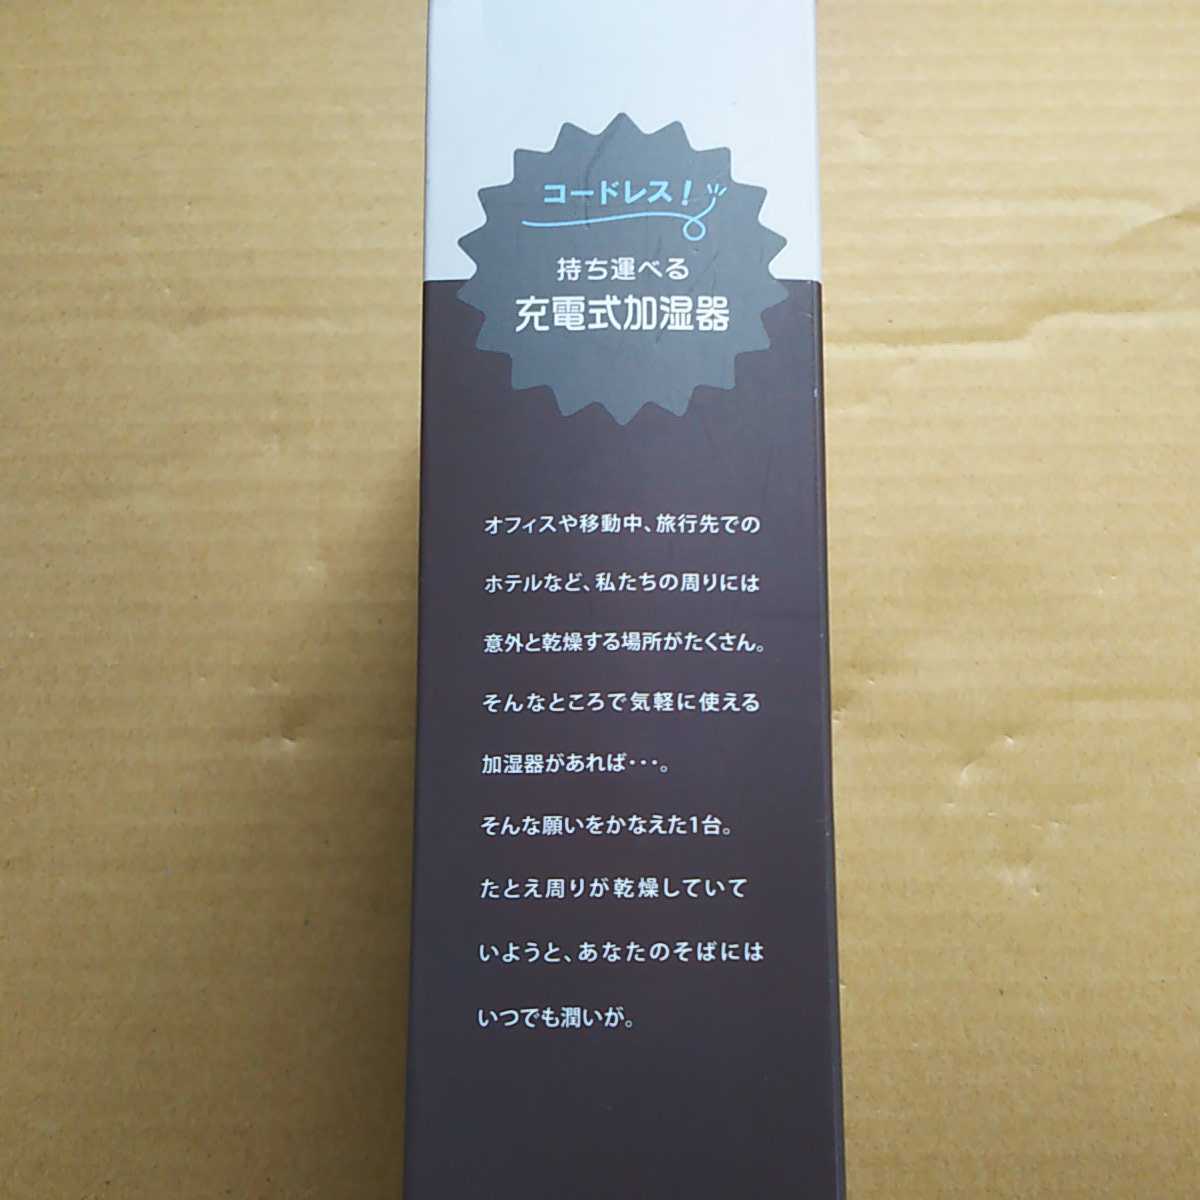 コードレス!
持ち運べる
充電式加湿器
オフィスや移動中、旅行先での
ホテルなど、私たちの周りには
意外と乾燥する場所がたくさん。
そんなところで気軽に使える
加湿器があれば・・・。
そんな願いをかなえた1台。
たとえ周りが乾燥していて
いようと、あなたのそばには
いつでも潤いが。